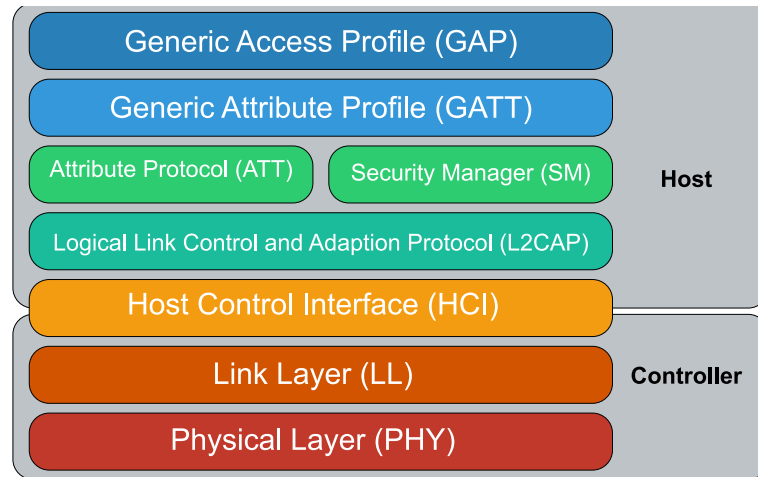 Generic Access Profile (GAP)
Generic Attribute Profile (GATT)
Attribute Protocol (ATT)
Security Manager (SM)
Host
Logical Link Control and Adaption Protocol (L2CAP)
Host Control Interface (HCI)
Link Layer (LL)
Controller
Physical Layer (PHY)